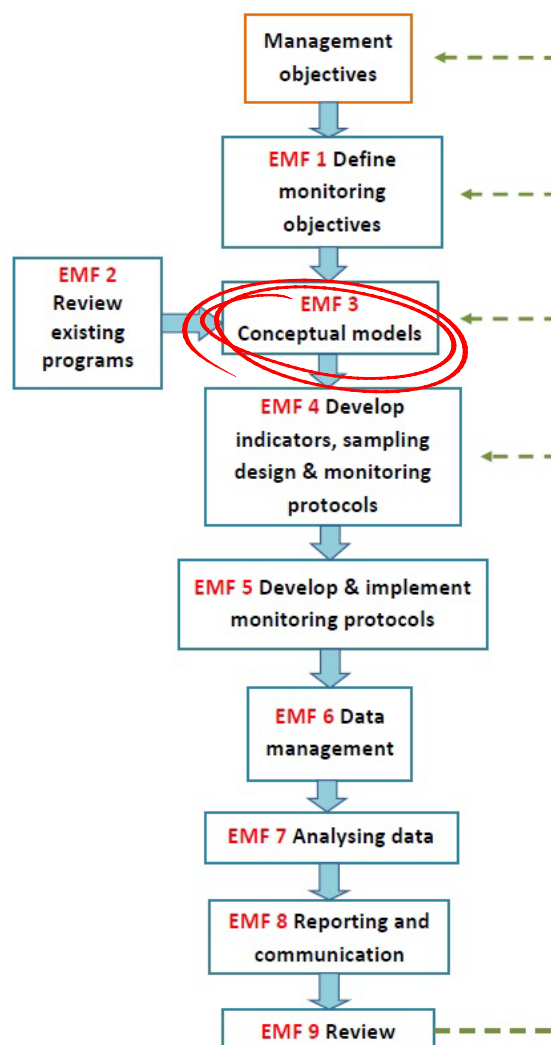 Management
objectives
EMF 1 Define
monitoring
objectives
EMF 2
Review
existing
programs
EMF 3
Conceptual models
EMF 4 Develop
indicators, sampling
design & monitoring
protocols
EMF 5 Develop & implement
monitoring protocols
EMF 6 Data
management
EMF 7 Analysing data
EMF 8 Reporting and
communication
EMF 9 Review